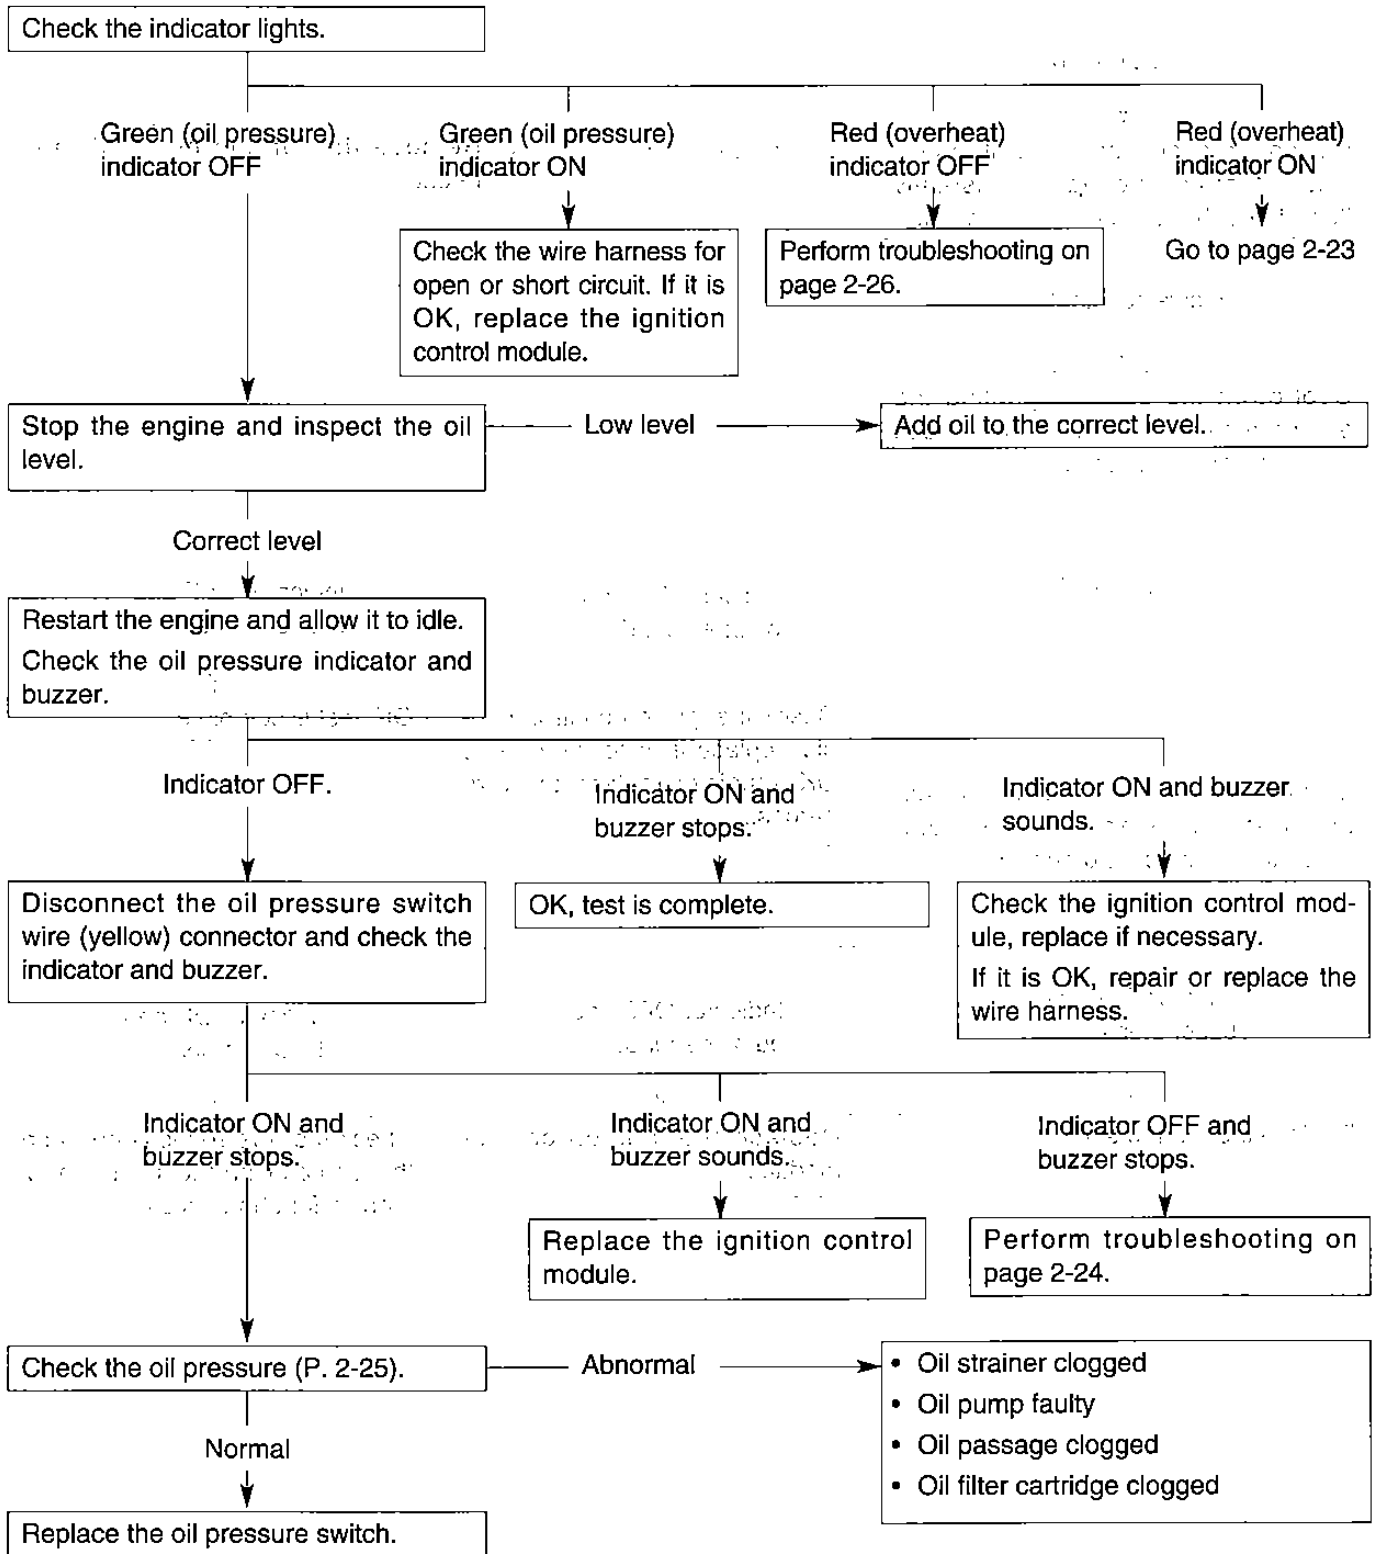 Check the indicator lights.
Green (oil pressure)
indicator OFF
Green (oil pressure)
indicator ON
Red (overheat)
indicator OFF
Red (overheat)
indicator ON
Check the wire harness for
open or short circuit. If it is
OK, replace the ignition
control module.
Perform troubleshooting on
page 2-26.
Go to page 2-23
Stop the engine and inspect the oil
level.
Low level
Add oil to the correct level.
Correct level
Restart the engine and allow it to idle.
Check the oil pressure indicator and
buzzer.
Indicator OFF.
Indicator ON and
buzzer stops.
Indicator ON and buzzer
sounds.
Disconnect the oil pressure switch
wire (yellow) connector and check the
indicator and buzzer.
OK, test is complete.
Check the ignition control mod-
ule, replace if necessary.
If it is OK, repair or replace the
wire harness.
Indicator ON and
buzzer stops.
Indicator ON and
buzzer sounds.
Indicator OFF and
buzzer stops.
Replace the ignition control
module.
Perform troubleshooting on
page 2-24.
Check the oil pressure (P. 2-25).
Abnormal
• Oil strainer clogged
• Oil pump faulty
• Oil passage clogged
• Oil filter cartridge clogged
Normal
Replace the oil pressure switch.